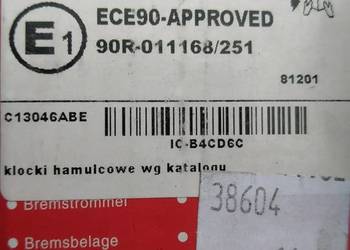 E1
ECE90-APPROVED
90R-011168/251
81201
C13046ABE
IC-B4CD6C
klocki hamulcowe wg katalogu
38604
Bremstrommel
Bremsbelage